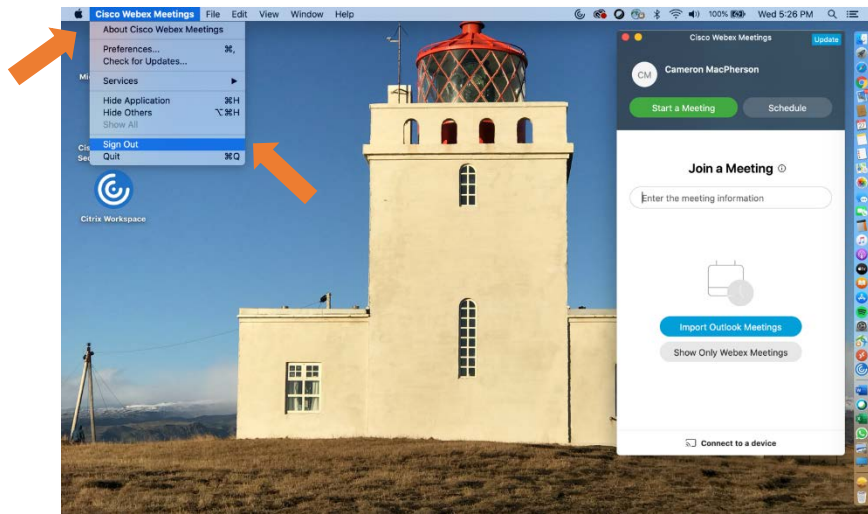 Cisco Webex Meetings File Edit View Window Help 100% Wed 5:26 PM
About Cisco Webex Meetings
Preferences... ⌘,
Check for Updates...
Services
Hide Application ⌘H
Hide Others ⌥⌘H
Show All
Sign Out
Quit ⌘Q
Citrix Workspace
Cisco Webex Meetings Update
CM Cameron MacPherson
Start a Meeting Schedule
Join a Meeting
Enter the meeting information
Import Outlook Meetings
Show Only Webex Meetings
Connect to a device